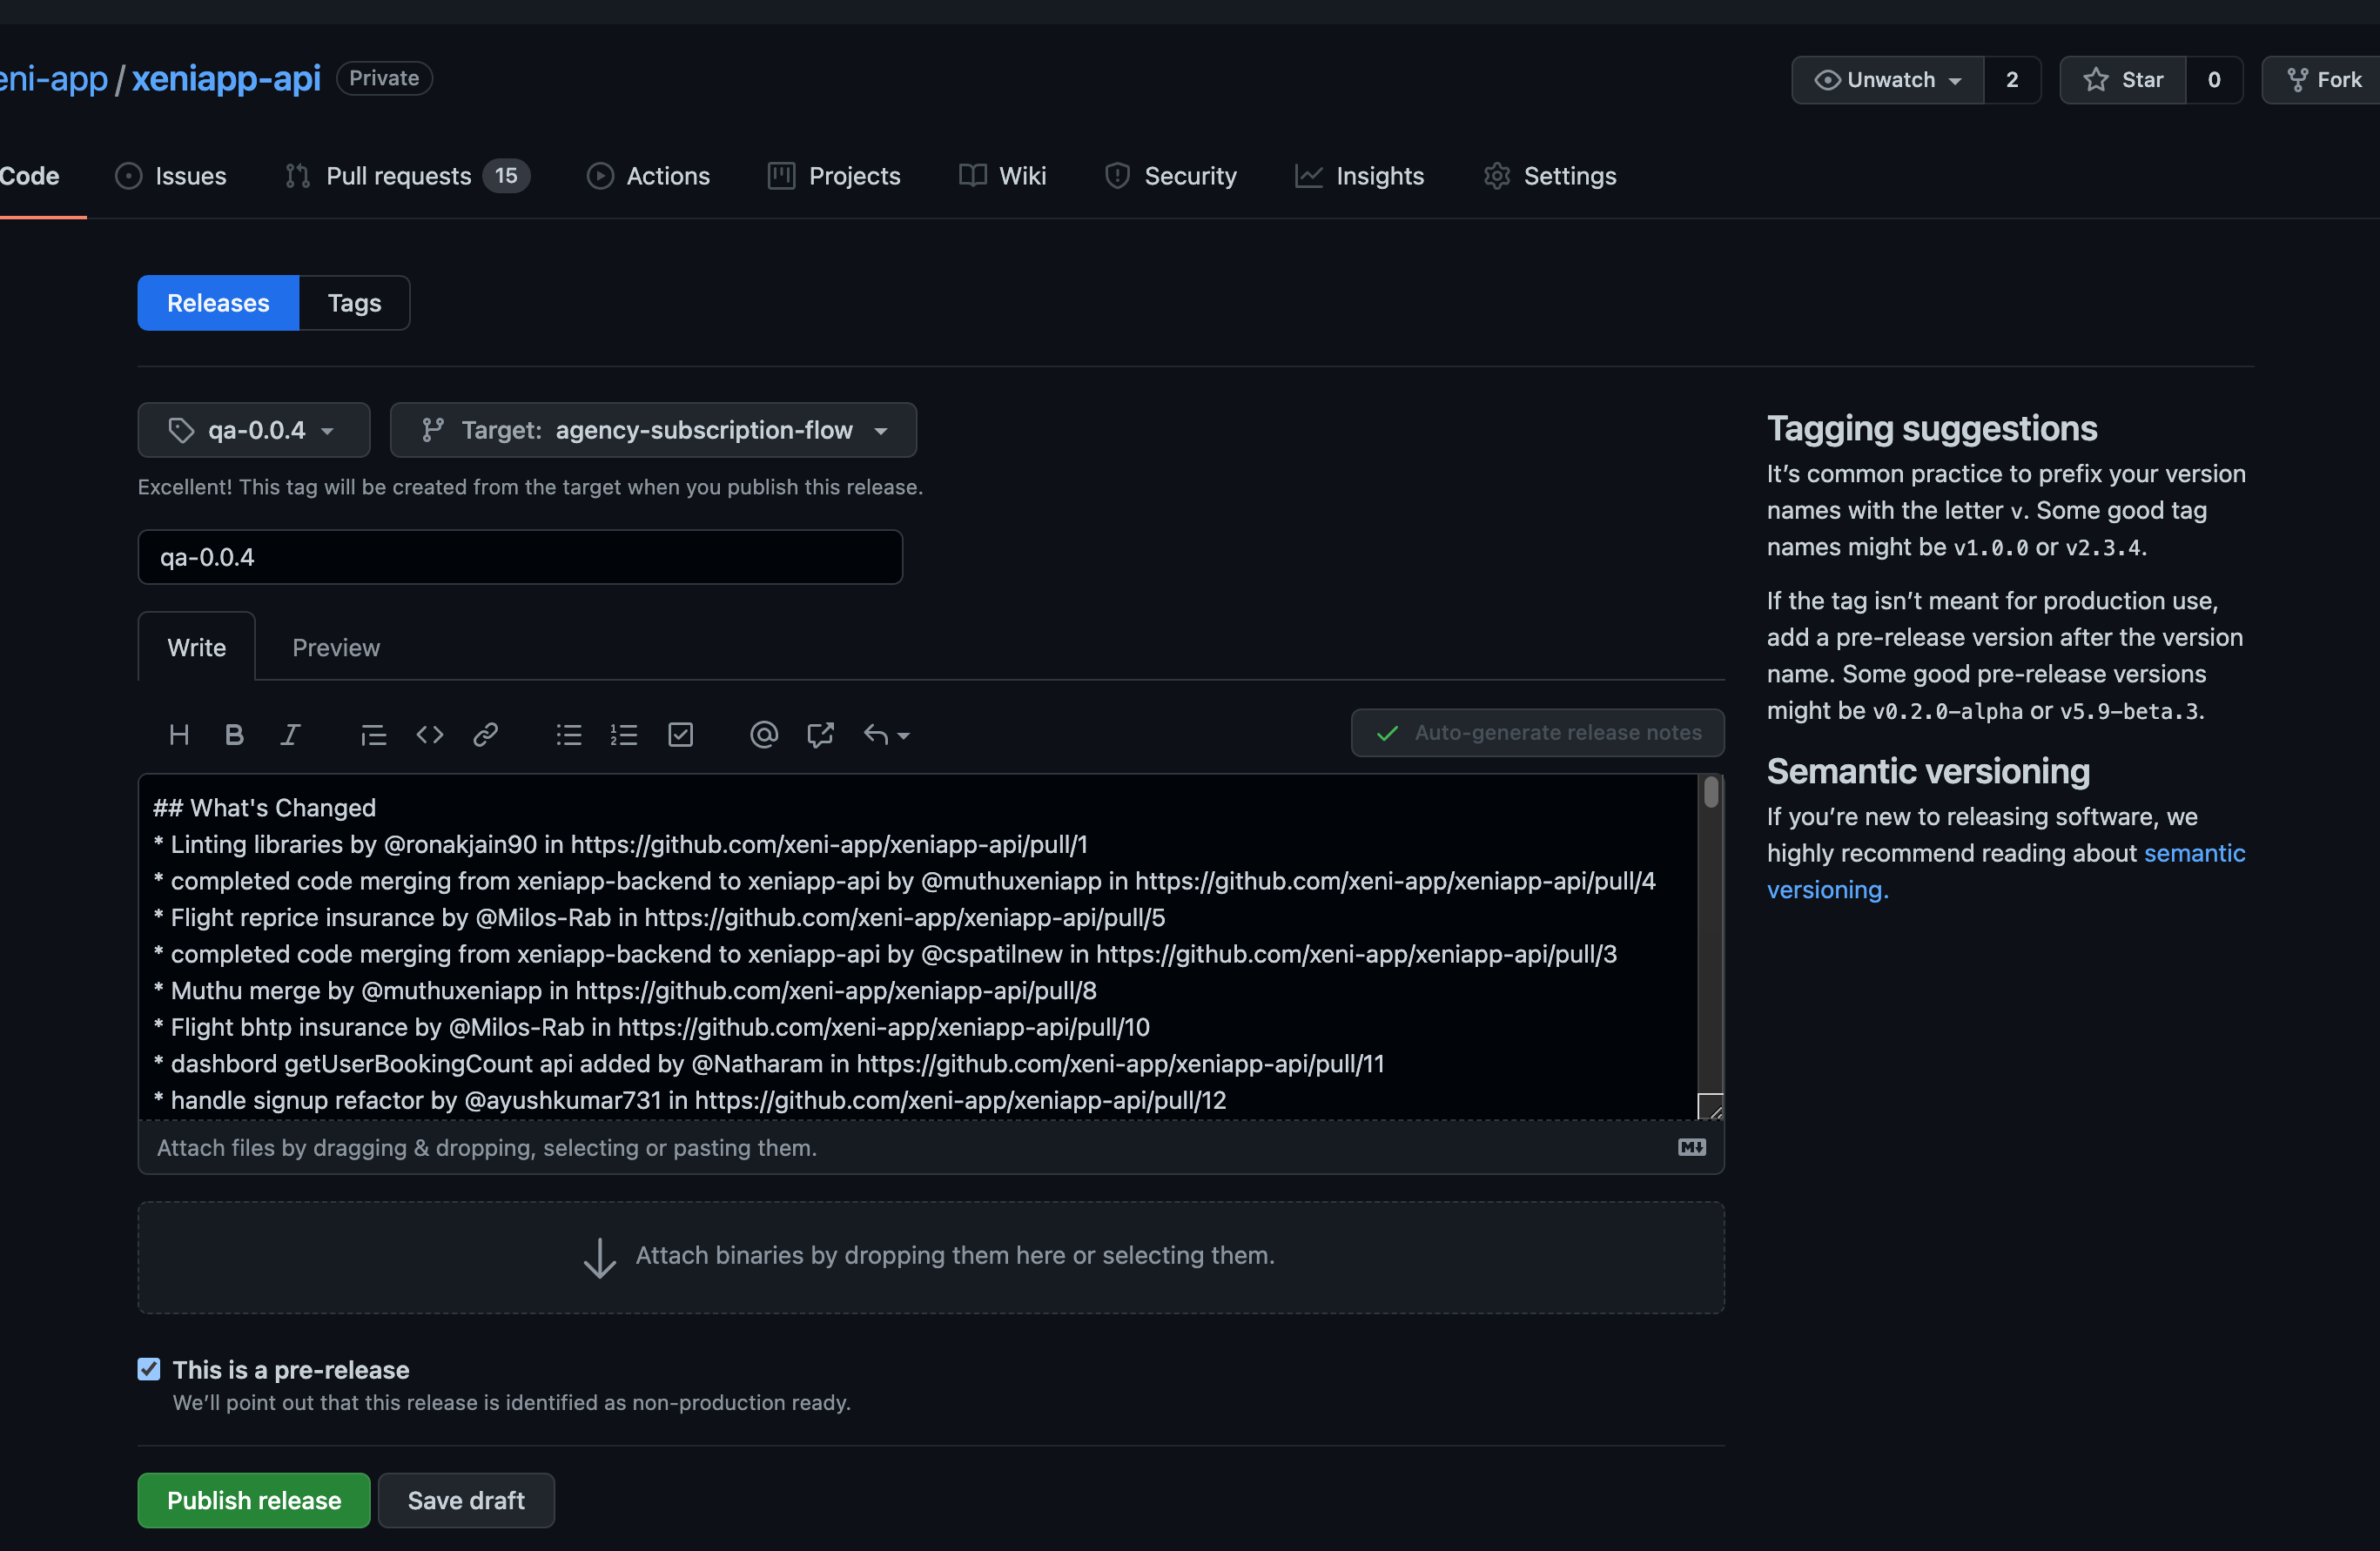 eni-app / xeniapp-api Private
Unwatch 2 Star 0 Fork
Code Issues Pull requests 15 Actions Projects Wiki Security Insights Settings
Releases Tags
qa-0.0.4 Target: agency-subscription-flow
Excellent! This tag will be created from the target when you publish this release.
qa-0.0.4
Write Preview
Auto-generate release notes
## What's Changed
* Linting libraries by @ronakjain90 in https://github.com/xeni-app/xeniapp-api/pull/1
* completed code merging from xeniapp-backend to xeniapp-api by @muthuxeniapp in https://github.com/xeni-app/xeniapp-api/pull/4
* Flight reprice insurance by @Milos-Rab in https://github.com/xeni-app/xeniapp-api/pull/5
* completed code merging from xeniapp-backend to xeniapp-api by @cspatilnew in https://github.com/xeni-app/xeniapp-api/pull/3
* Muthu merge by @muthuxeniapp in https://github.com/xeni-app/xeniapp-api/pull/8
* Flight bhtp insurance by @Milos-Rab in https://github.com/xeni-app/xeniapp-api/pull/10
* dashbord getUserBookingCount api added by @Natharam in https://github.com/xeni-app/xeniapp-api/pull/11
* handle signup refactor by @ayushkumar731 in https://github.com/xeni-app/xeniapp-api/pull/12
Attach files by dragging & dropping, selecting or pasting them.
Attach binaries by dropping them here or selecting them.
This is a pre-release
We'll point out that this release is identified as non-production ready.
Publish release Save draft
Tagging suggestions
It's common practice to prefix your version
names with the letter v. Some good tag
names might be v1.0.0 or v2.3.4.
If the tag isn't meant for production use,
add a pre-release version after the version
name. Some good pre-release versions
might be v0.2.0-alpha or v5.9-beta.3.
Semantic versioning
If you're new to releasing software, we
highly recommend reading about semantic
versioning.